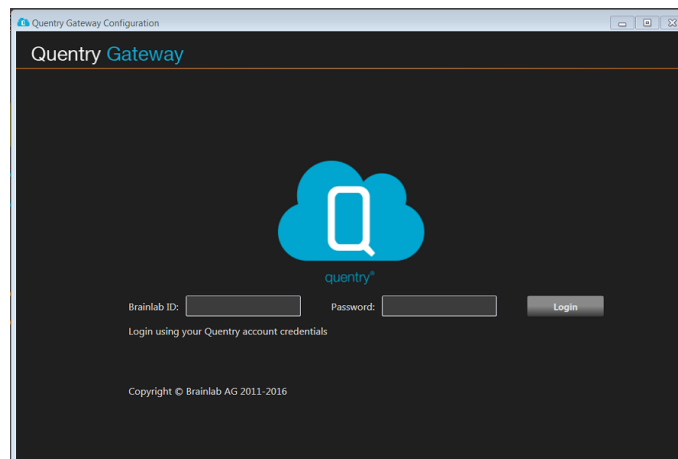 Quentry Gateway Configuration
Quentry Gateway
Q
quentry®
Brainlab ID:
Password:
Login
Login using your Quentry account credentials
Copyright © Brainlab AG 2011-2016